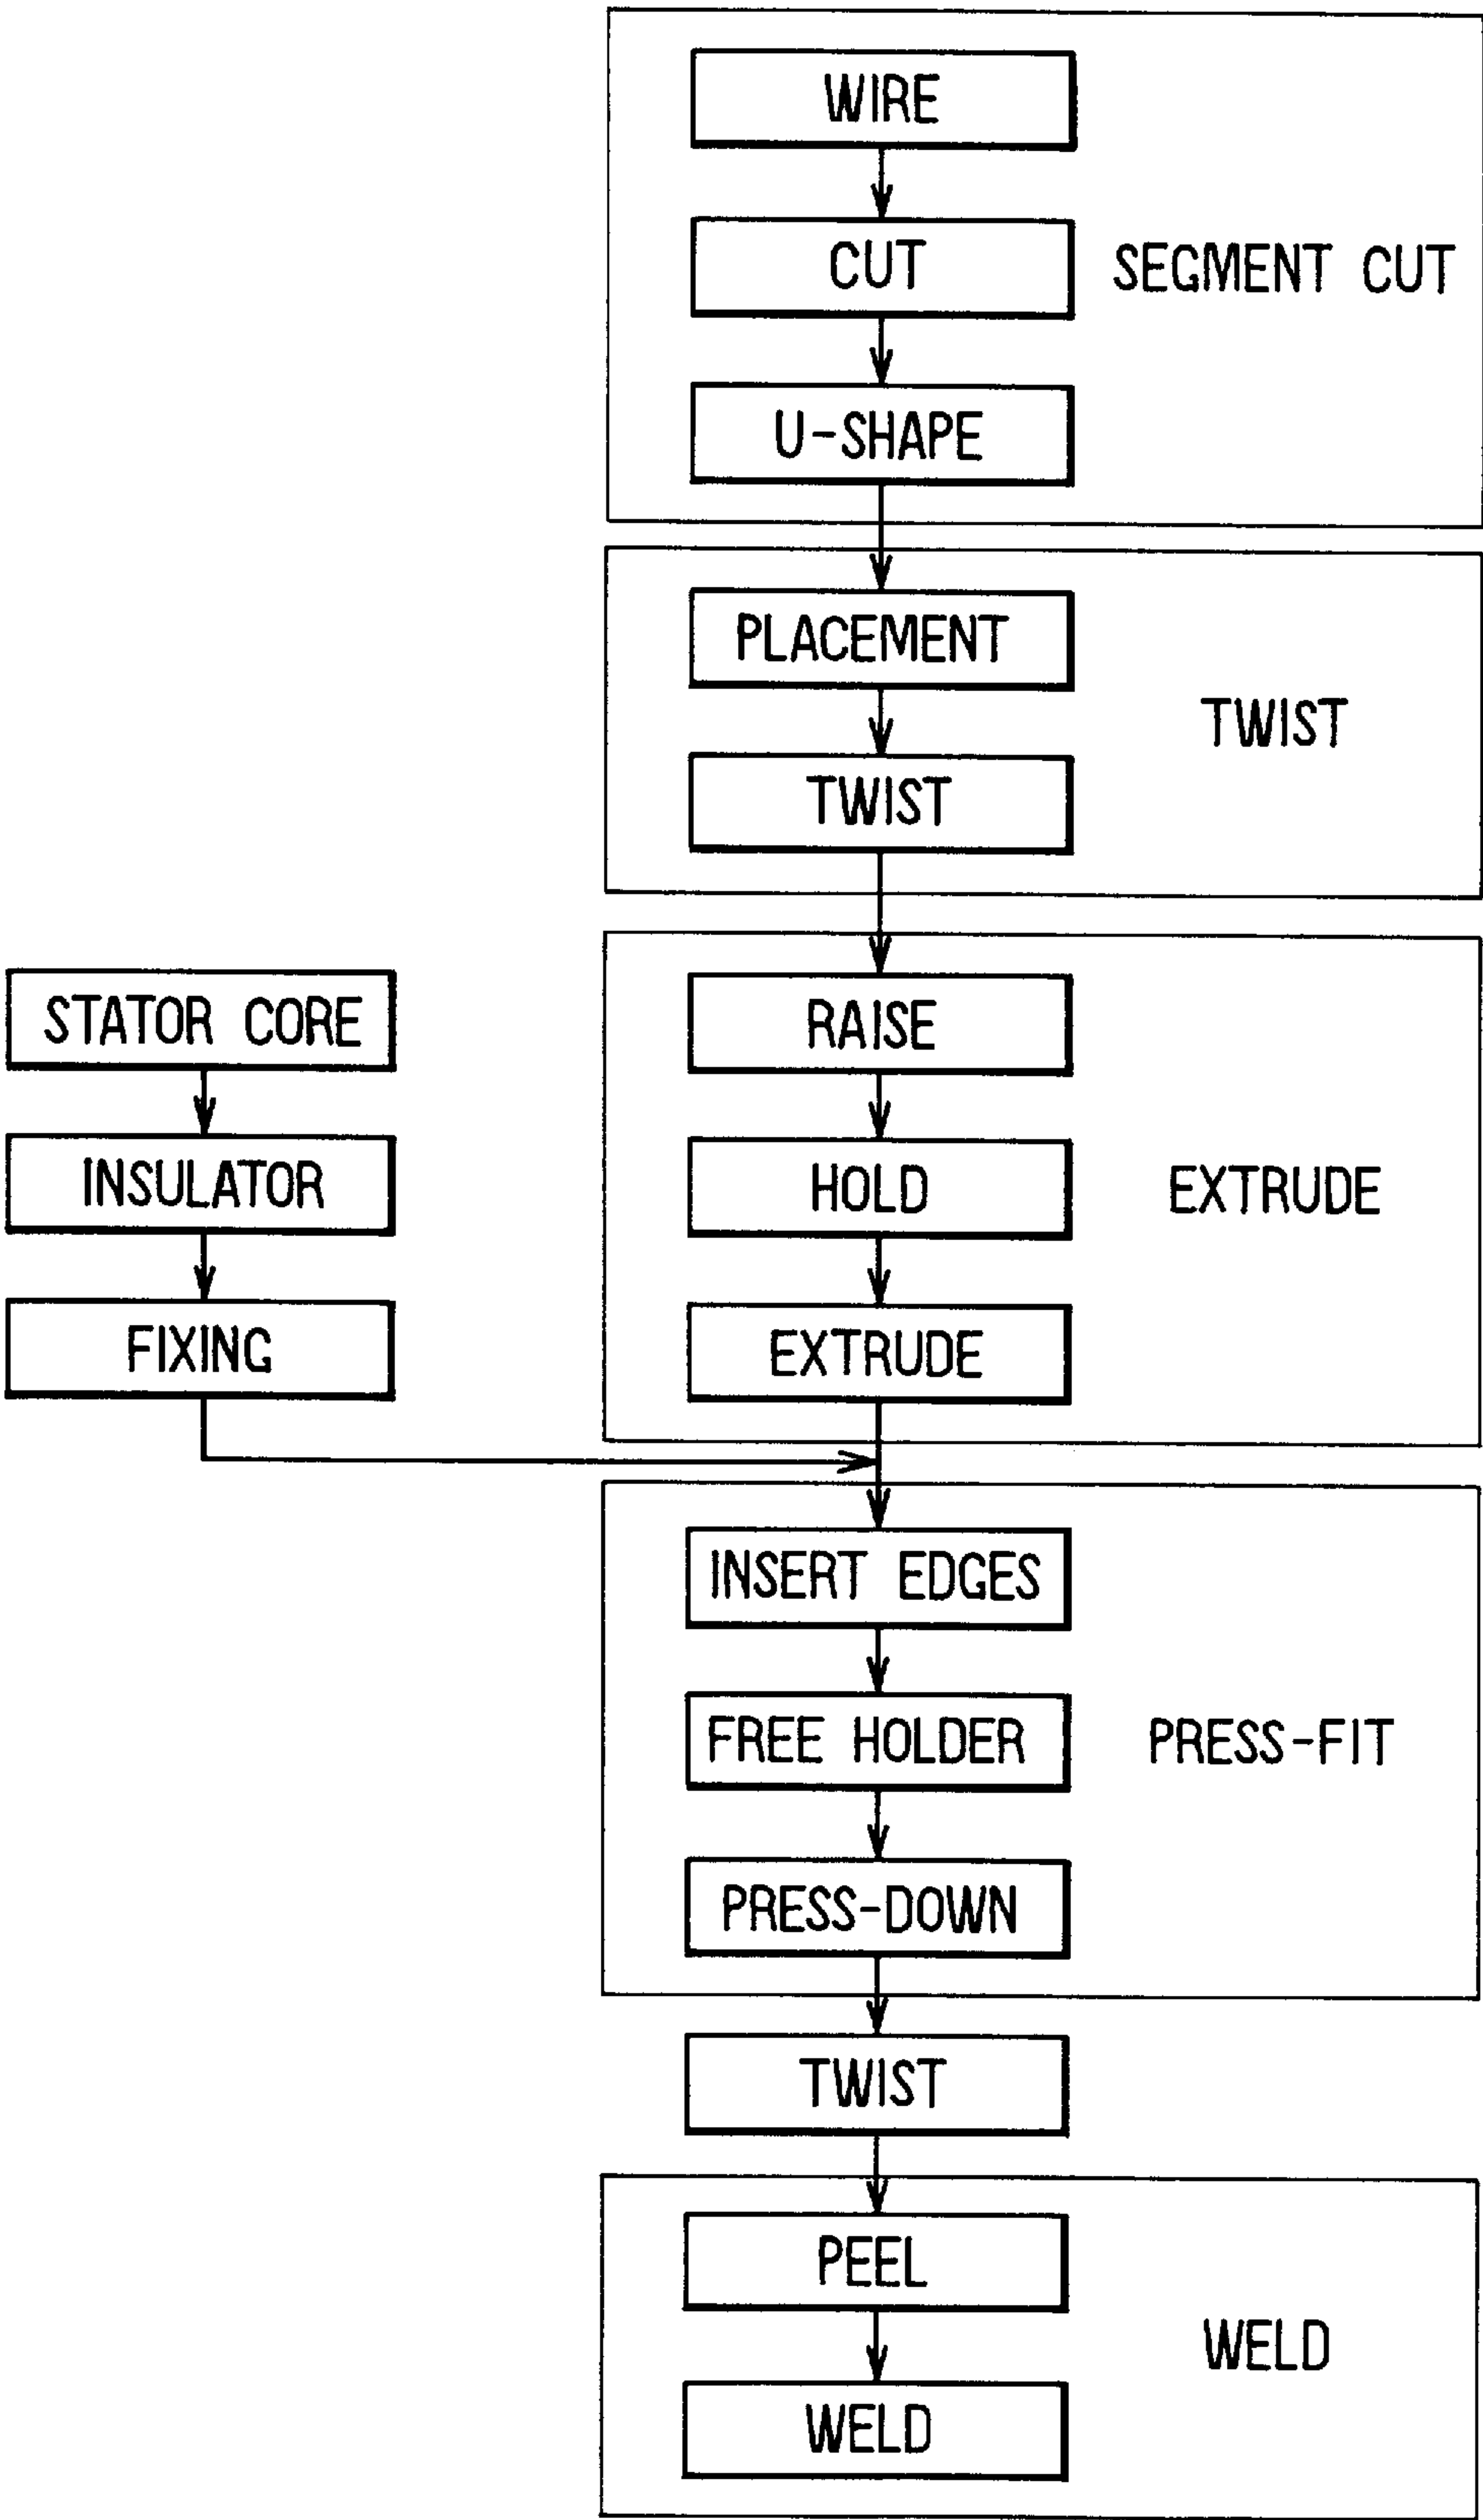 WIRE
CUT
SEGMENT CUT
U-SHAPE
PLACEMENT
TWIST
TWIST
STATOR CORE
RAISE
INSULATOR
HOLD
EXTRUDE
FIXING
EXTRUDE
INSERT EDGES
FREE HOLDER
PRESS-FIT
PRESS-DOWN
TWIST
PEEL
WELD
WELD